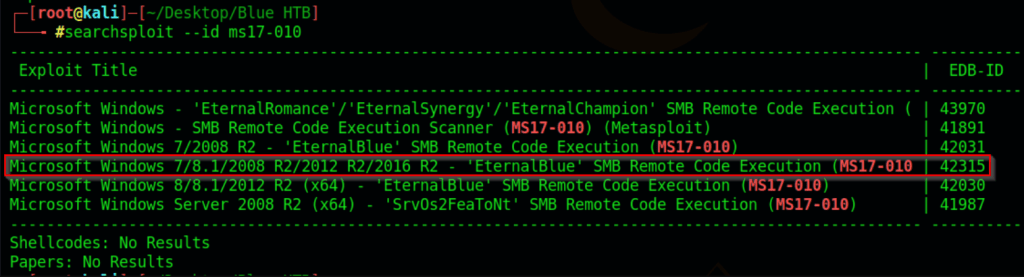 ┌─[root@kali]─[~/Desktop/Blue HTB]
└──╼ #searchsploit --id ms17-010
Exploit Title | EDB-ID
Microsoft Windows - 'EternalRomance'/'EternalSynergy'/'EternalChampion' SMB Remote Code Execution ( | 43970
Microsoft Windows - SMB Remote Code Execution Scanner (MS17-010) (Metasploit) | 41891
Microsoft Windows 7/2008 R2 - 'EternalBlue' SMB Remote Code Execution (MS17-010) | 42031
Microsoft Windows 7/8.1/2008 R2/2012 R2/2016 R2 - 'EternalBlue' SMB Remote Code Execution (MS17-010 | 42315
Microsoft Windows 8/8.1/2012 R2 (x64) - 'EternalBlue' SMB Remote Code Execution (MS17-010) | 42030
Microsoft Windows Server 2008 R2 (x64) - 'SrvOs2FeaToNt' SMB Remote Code Execution (MS17-010) | 41987
Shellcodes: No Results
Papers: No Results